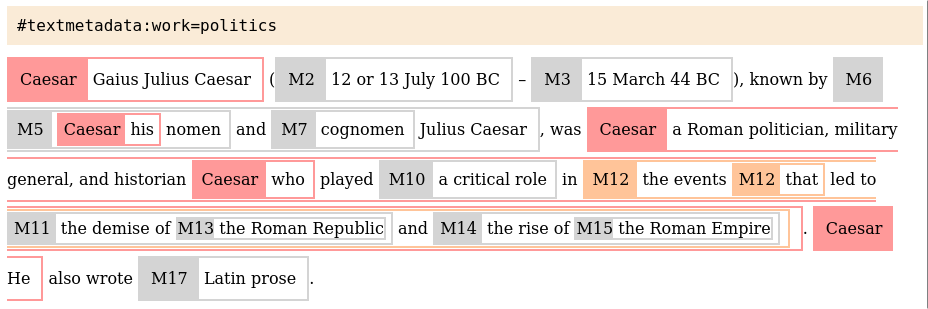 #textmetadata:work=politics
Caesar Gaius Julius Caesar ( M2 12 or 13 July 100 BC – M3 15 March 44 BC ), known by M6
M5 Caesar his nomen and M7 cognomen Julius Caesar , was Caesar a Roman politician, military
general, and historian Caesar who played M10 a critical role in M12 the events M12 that led to
M11 the demise of M13 the Roman Republic and M14 the rise of M15 the Roman Empire . Caesar
He also wrote M17 Latin prose .